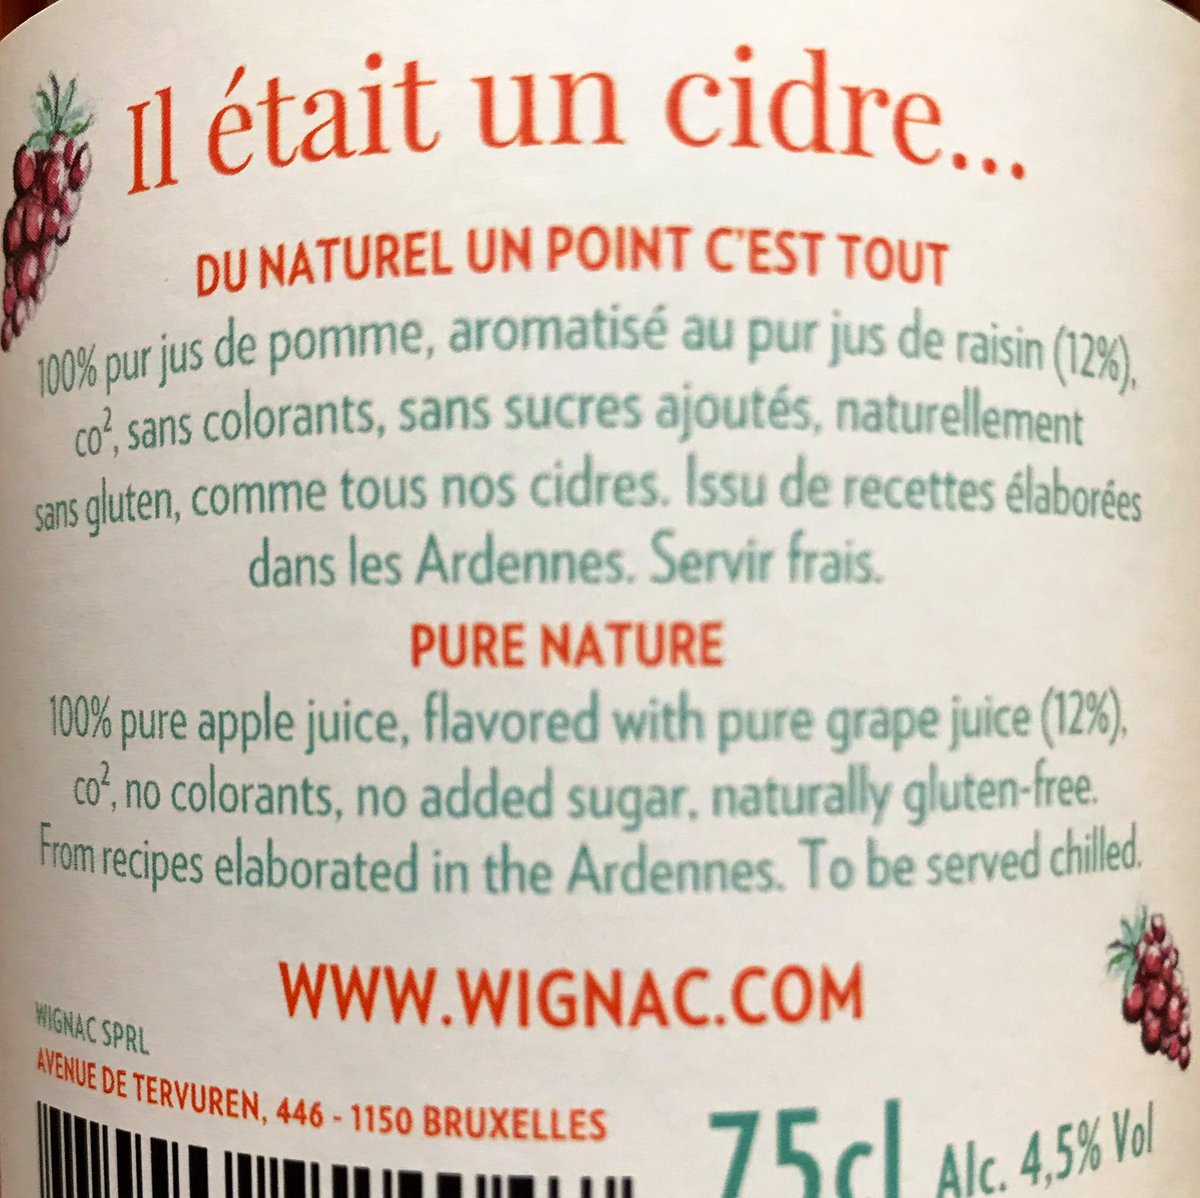 Il était un cidre...
DU NATUREL UN POINT C'EST TOUT
100% pur jus de pomme, aromatisé au pur jus de raisin (12%),
co², sans colorants, sans sucres ajoutés, naturellement
sans gluten, comme tous nos cidres. Issu de recettes élaborées
dans les Ardennes. Servir frais.
PURE NATURE
100% pure apple juice, flavored with pure grape juice (12%),
co², no colorants, no added sugar, naturally gluten-free.
From recipes elaborated in the Ardennes. To be served chilled.
WWW.WIGNAC.COM
WIGNAC SPRL
AVENUE DE TERVUREN, 446 - 1150 BRUXELLES
75cl Alc. 4,5% Vol